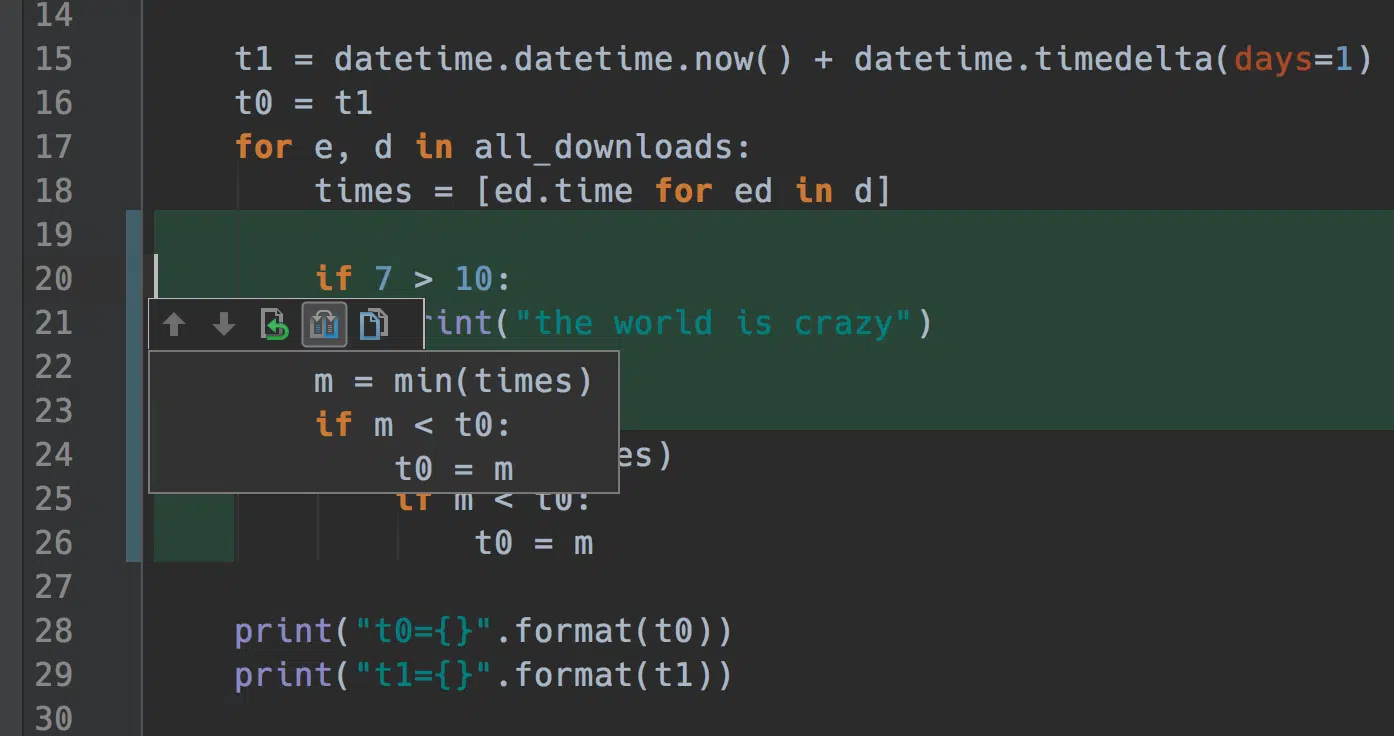 14
15 t1 = datetime.datetime.now() + datetime.timedelta(days=1)
16 t0 = t1
17 for e, d in all_downloads:
18 times = [ed.time for ed in d]
19
20 if 7 > 10:
21 rint("the world is crazy")
22
m = min(times)
23
if m < t0:
24 es)
t0 = m
25 if m < t0:
26 t0 = m
27
28 print("t0={}".format(t0))
29 print("t1={}".format(t1))
30